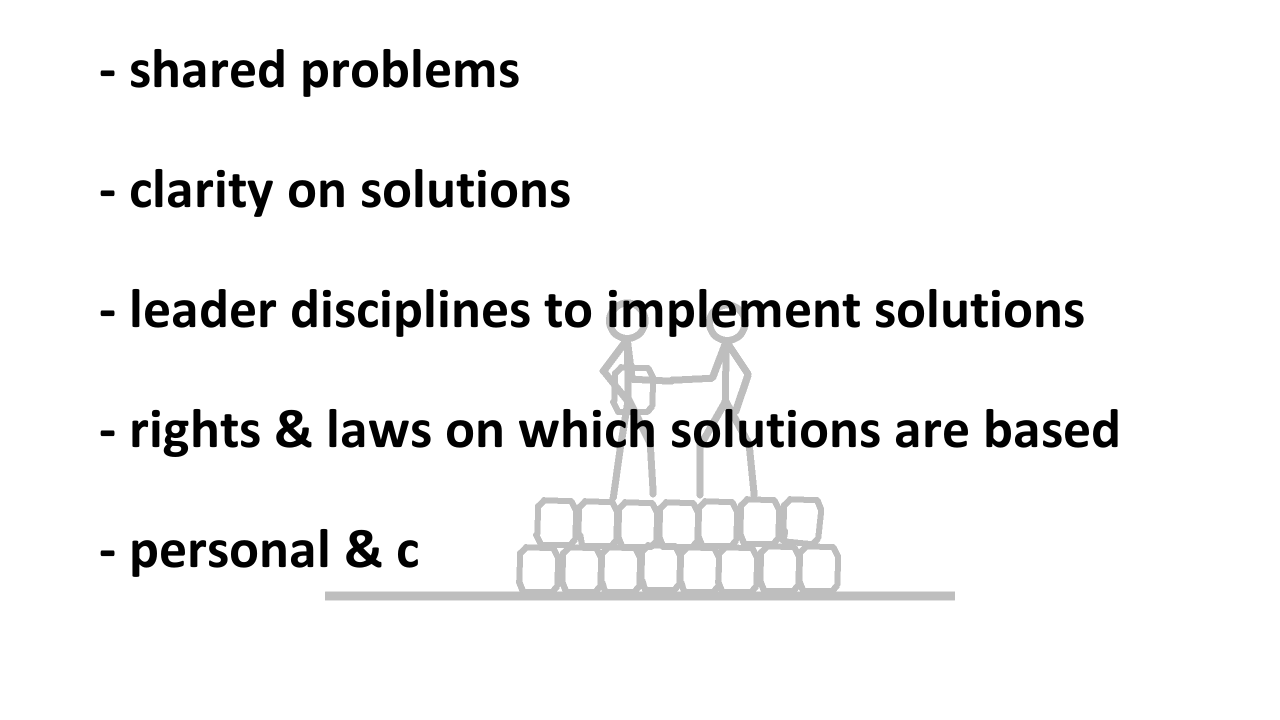 - shared problems
- clarity on solutions
- leader disciplines to implement solutions
- rights & laws on which solutions are based
- personal & c